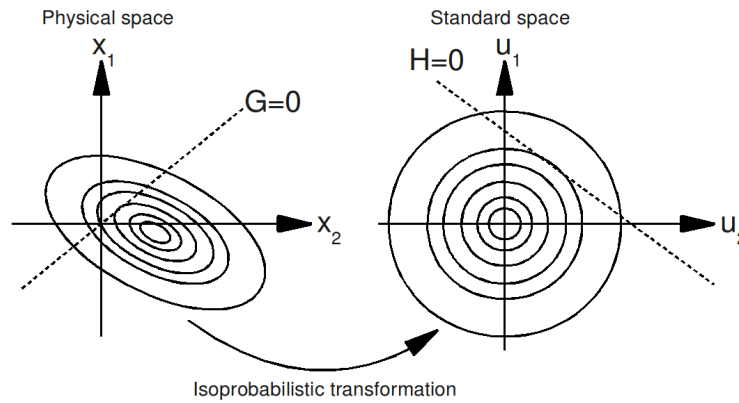 Physical space
Standard space
x1
u1
H=0
G=0
x2
u2
Isoprobabilistic transformation